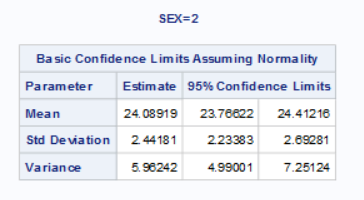 SEX=2
Basic Confidence Limits Assuming Normality
Parameter Estimate 95% Confidence Limits
Mean 24.08919 23.76622 24.41216
Std Deviation 2.44181 2.23383 2.69281
Variance 5.96242 4.99001 7.25124